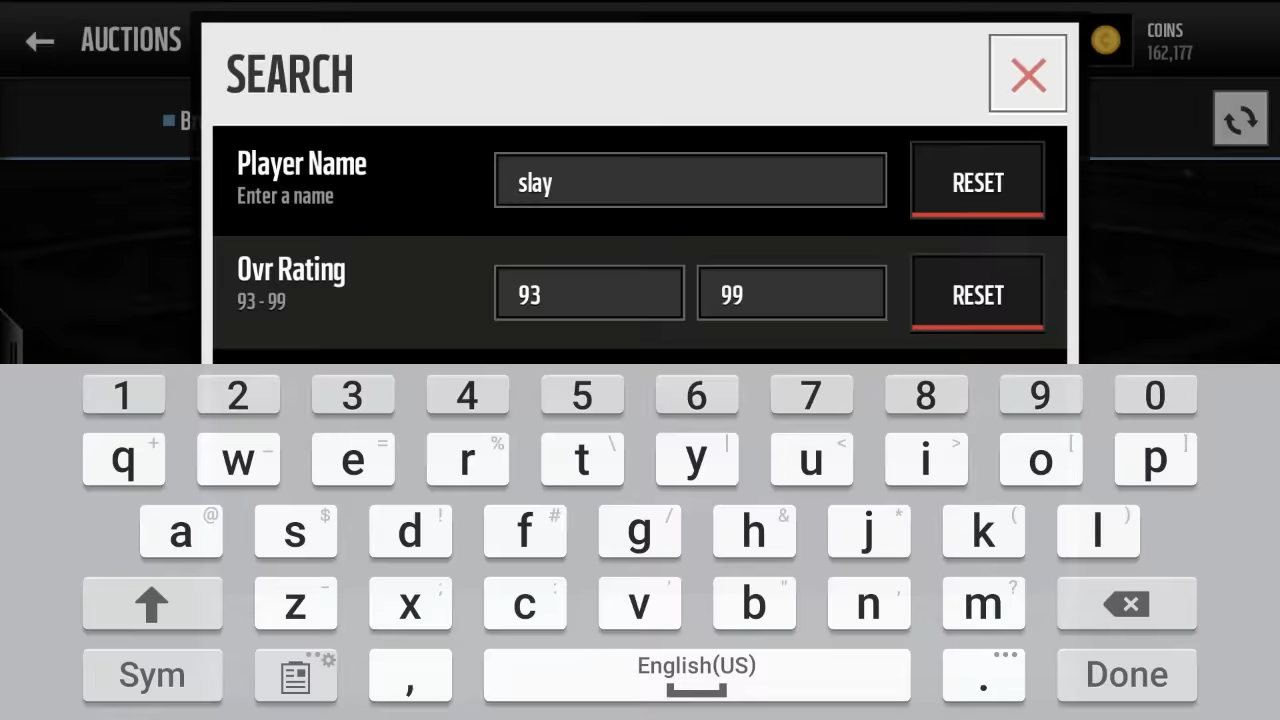 AUCTIONS
SEARCH
COINS
162,177
Player Name
Enter a name
slay
RESET
Ovr Rating
93 - 99
93
99
RESET
1 2 3 4 5 6 7 8 9 0
q + w _ e = r % t \ y | u < i > o [ p ]
a @ s $ d ! f # g / h & j * k ( l )
z - x ; c : v ' b " n , m ?
Sym , English(US) . Done